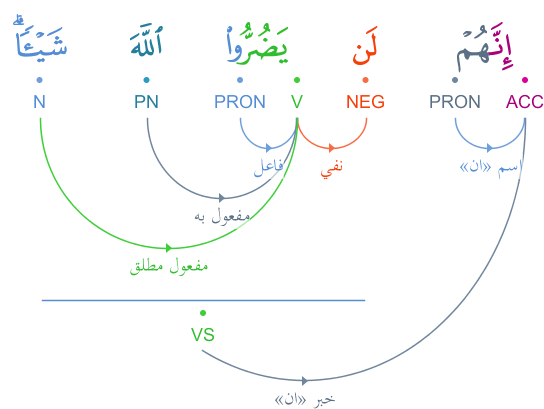 إِنَّهُمْ لَن يَضُرُّوا۟ ٱللَّهَ شَيْـًۭٔا ۗ
ACC PRON NEG V PRON PN N
اسم «ان» نفي فاعل
مفعول به
مفعول مطلق
VS
خبر «ان»